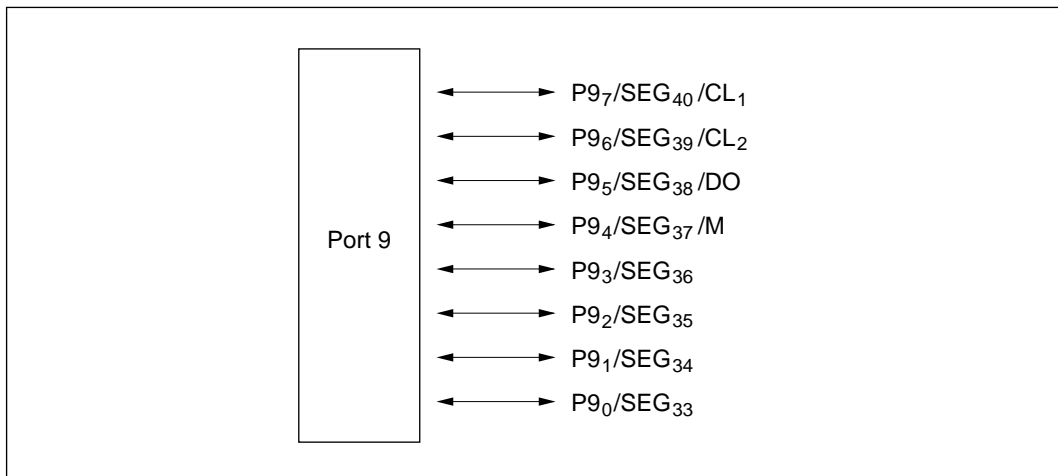 P9₇/SEG₄₀/CL₁
P9₆/SEG₃₉/CL₂
P9₅/SEG₃₈/DO
Port 9
P9₄/SEG₃₇/M
P9₃/SEG₃₆
P9₂/SEG₃₅
P9₁/SEG₃₄
P9₀/SEG₃₃